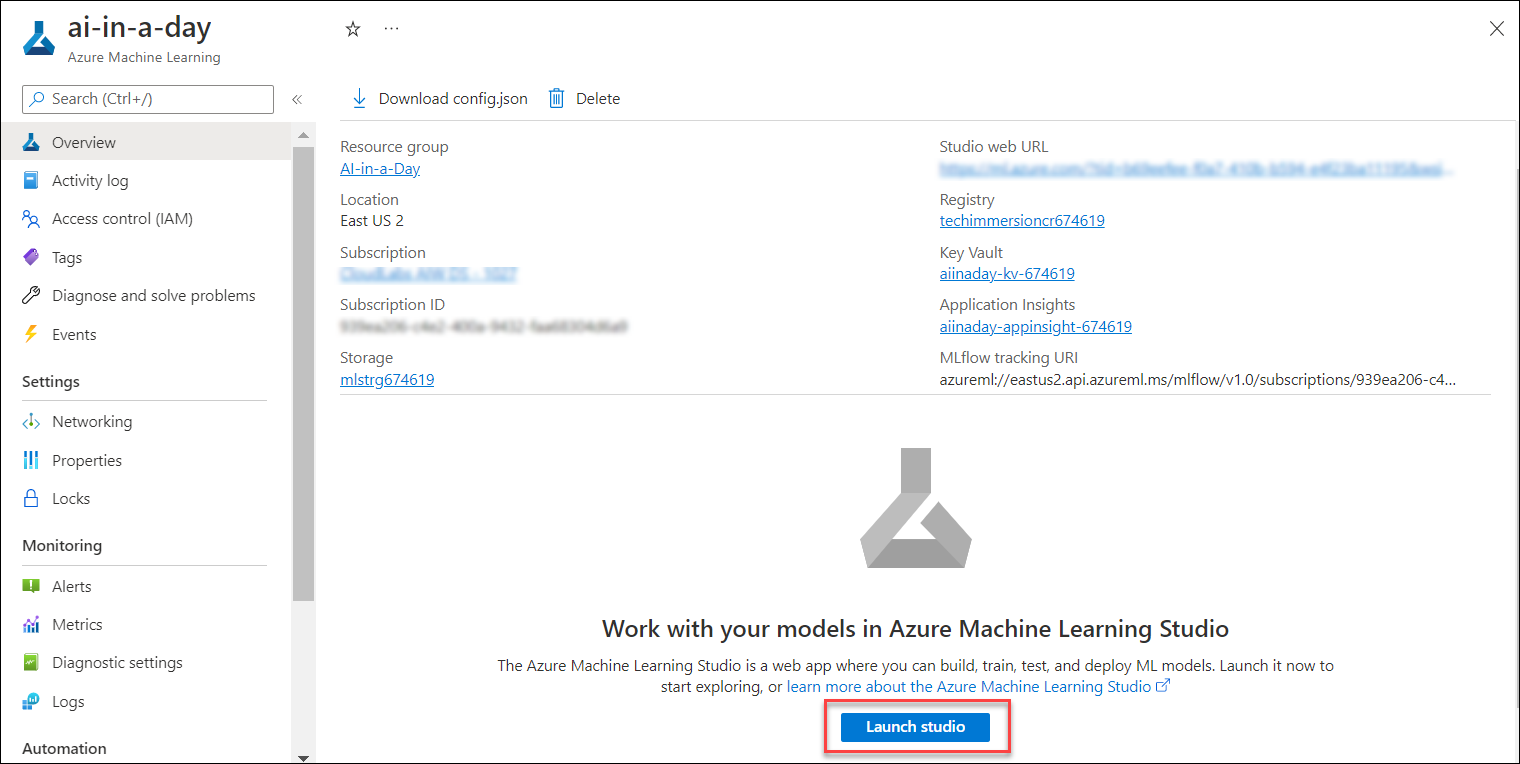 ai-in-a-day
Azure Machine Learning
Search (Ctrl+/)
«
Overview
Activity log
Access control (IAM)
Tags
Diagnose and solve problems
Events
Settings
Networking
Properties
Locks
Monitoring
Alerts
Metrics
Diagnostic settings
Logs
Automation
Download config.json
Delete
Resource group
AI-in-a-Day
Location
East US 2
Subscription
Subscription ID
Storage
mlstrg674619
Studio web URL
Registry
techimmersioncr674619
Key Vault
aiinaday-kv-674619
Application Insights
aiinaday-appinsight-674619
MLflow tracking URI
azureml://eastus2.api.azureml.ms/mlflow/v1.0/subscriptions/939ea206-c4...
Work with your models in Azure Machine Learning Studio
The Azure Machine Learning Studio is a web app where you can build, train, test, and deploy ML models. Launch it now to
start exploring, or learn more about the Azure Machine Learning Studio
Launch studio